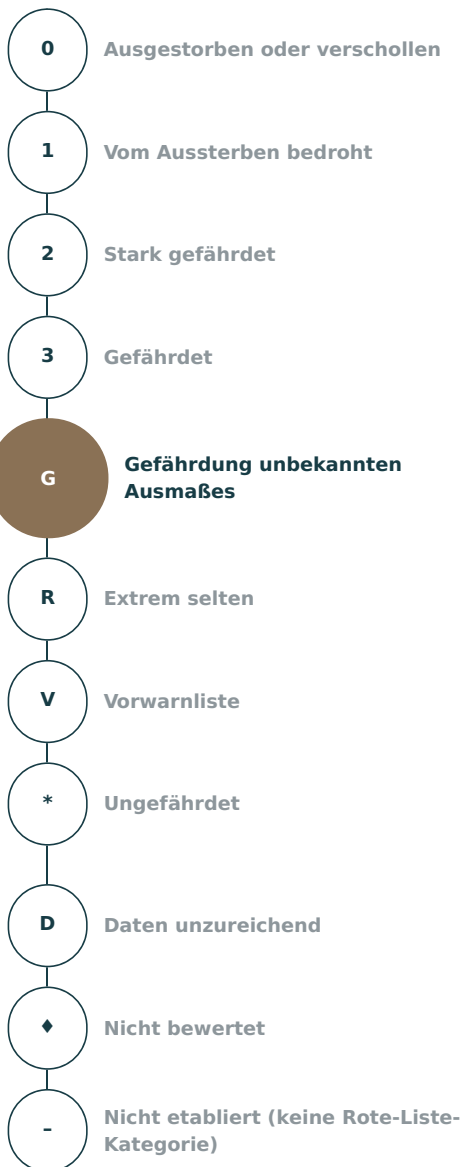 0 Ausgestorben oder verschollen
1 Vom Aussterben bedroht
2 Stark gefährdet
3 Gefährdet
G Gefährdung unbekannten
Ausmaßes
R Extrem selten
V Vorwarnliste
* Ungefährdet
D Daten unzureichend
♦ Nicht bewertet
– Nicht etabliert (keine Rote-Liste-
Kategorie)